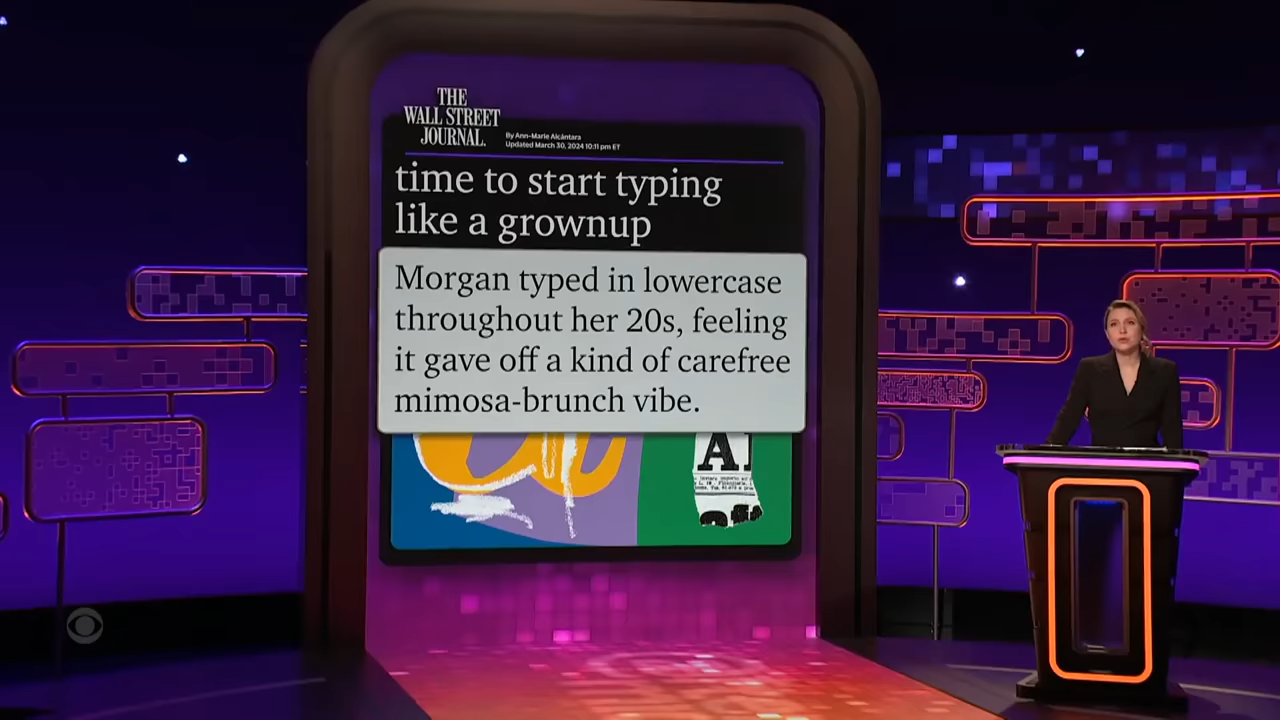 THE
WALL STREET
JOURNAL.
By Ann-Marie Alcántara
Updated March 30, 2024 10:11 pm ET
time to start typing
like a grownup
Morgan typed in lowercase
throughout her 20s, feeling
it gave off a kind of carefree
mimosa-brunch vibe.